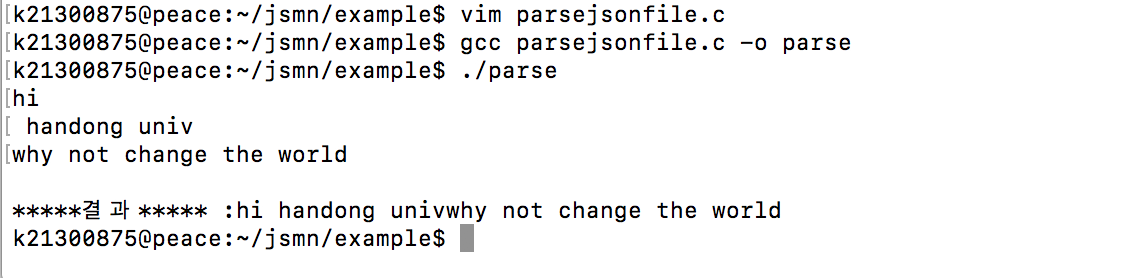 [k21300875@peace:~/jsmn/example$ vim parsejsonfile.c
[k21300875@peace:~/jsmn/example$ gcc parsejsonfile.c -o parse
[k21300875@peace:~/jsmn/example$ ./parse
[hi
[ handong univ
[why not change the world
*****결과***** :hi handong univwhy not change the world
k21300875@peace:~/jsmn/example$